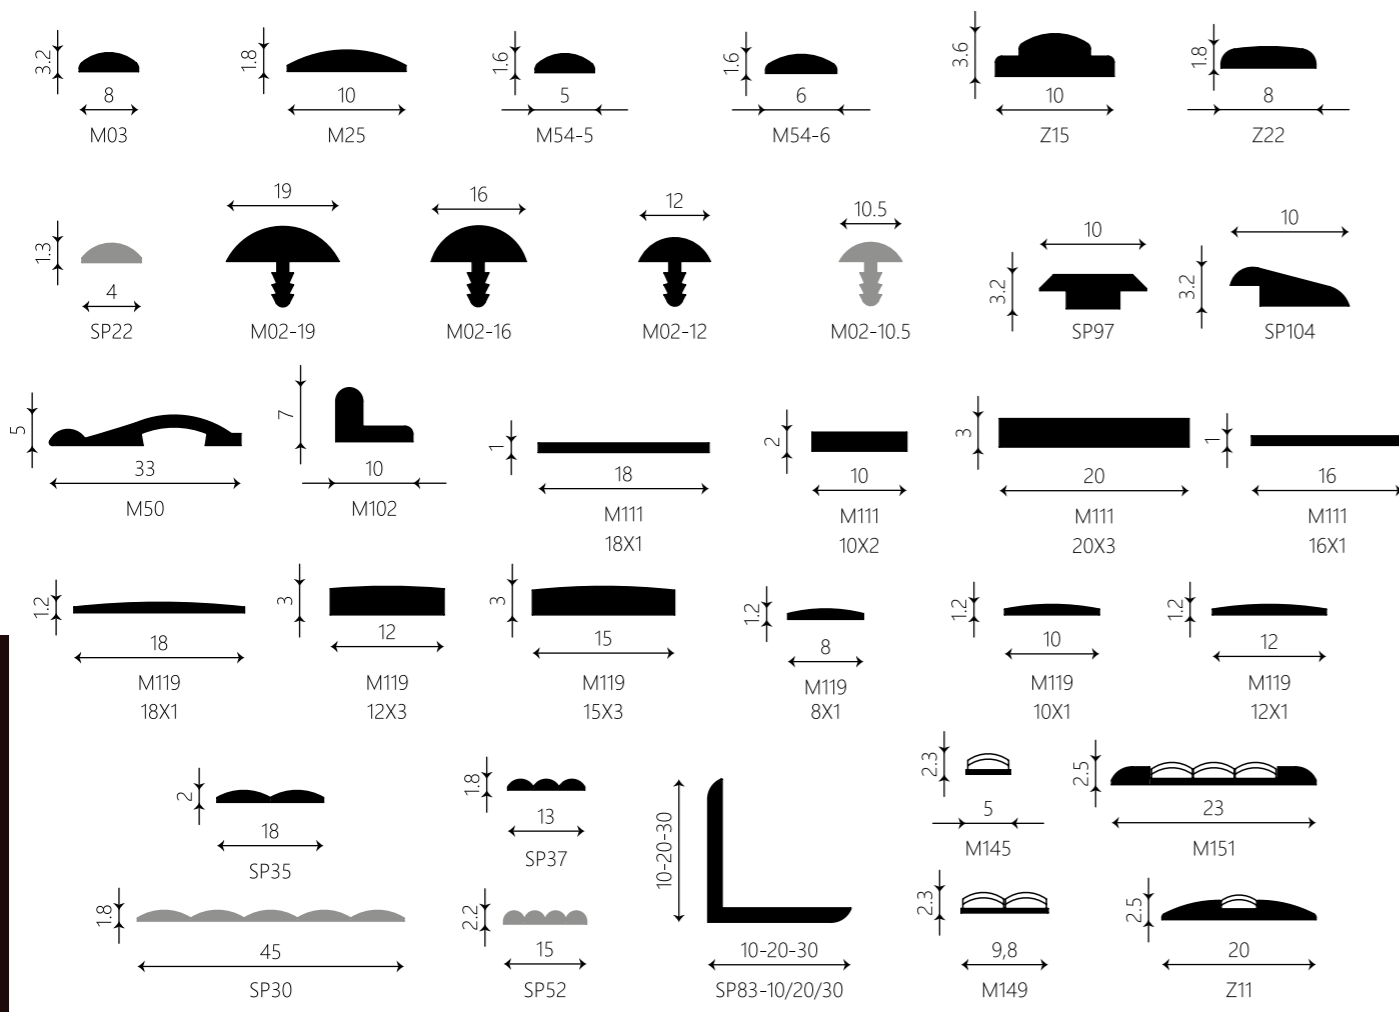 3.2
8
M03
1.8
10
M25
1.6
5
M54-5
1.6
6
M54-6
3.6
10
Z15
1.8
8
Z22
1.3
4
SP22
19
M02-19
16
M02-16
12
M02-12
10.5
M02-10.5
10
3.2
SP97
10
3.2
SP104
5
33
M50
7
10
M102
1
18
M111
18X1
2
10
M111
10X2
3
20
M111
20X3
1
16
M111
16X1
1.2
18
M119
18X1
3
12
M119
12X3
3
15
M119
15X3
1.2
8
M119
8X1
1.2
10
M119
10X1
1.2
12
M119
12X1
2
18
SP35
1.8
13
SP37
10-20-30
10-20-30
SP83-10/20/30
2.3
5
M145
2.5
23
M151
1.8
45
SP30
2.2
15
SP52
2.3
9,8
M149
2.5
20
Z11